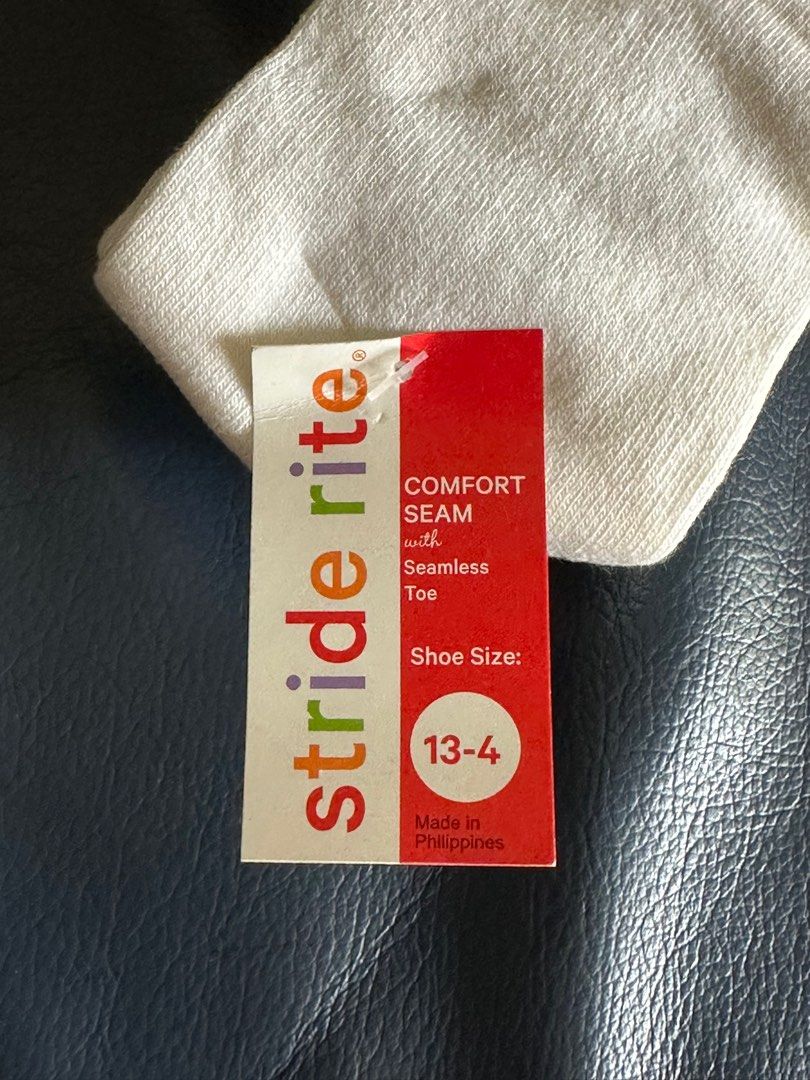 stride rite®
COMFORT
SEAM
with
Seamless
Toe
Shoe Size:
13-4
Made in
Philippines